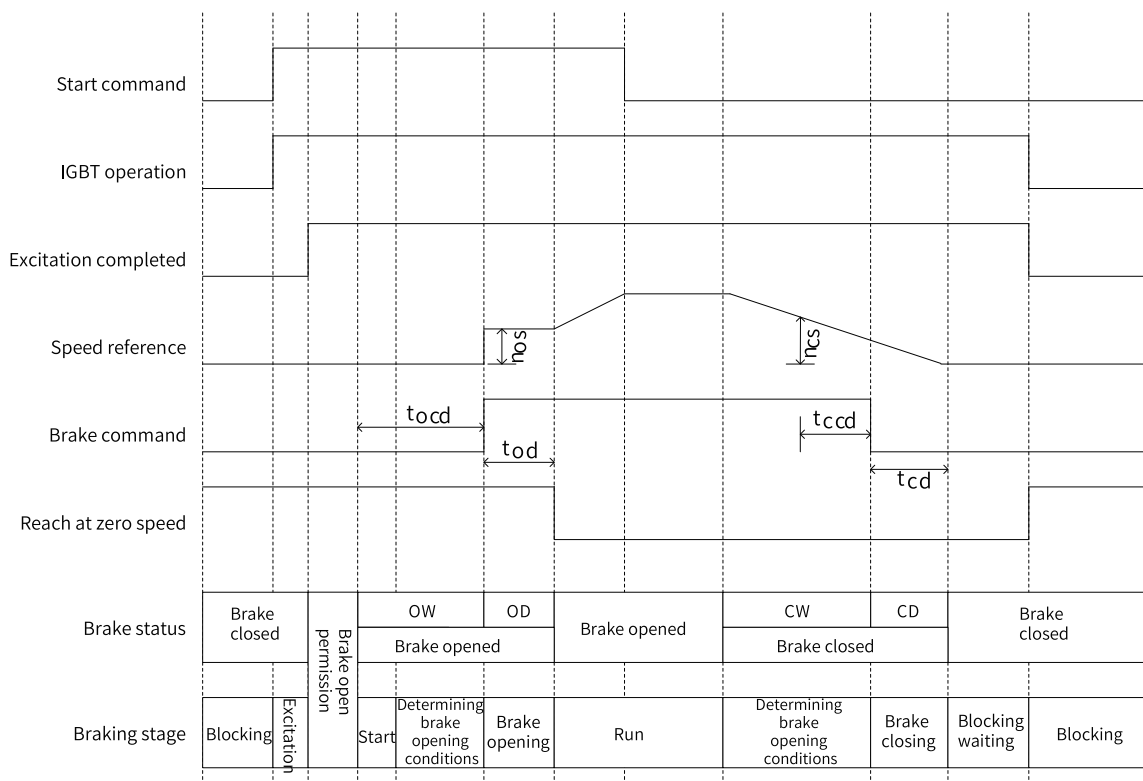 Start command
IGBT operation
Excitation completed
Speed reference
nos
ncs
Brake command
tocd
tod
tccd
tcd
Reach at zero speed
Brake status
Brake
closed
Brake open
permission
OW
OD
Brake opened
Brake opened
CW
CD
Brake closed
Brake
closed
Braking stage
Blocking
Excitation
Start
Determining
brake
opening
conditions
Brake
opening
Run
Determining
brake
opening
conditions
Brake
closing
Blocking
waiting
Blocking